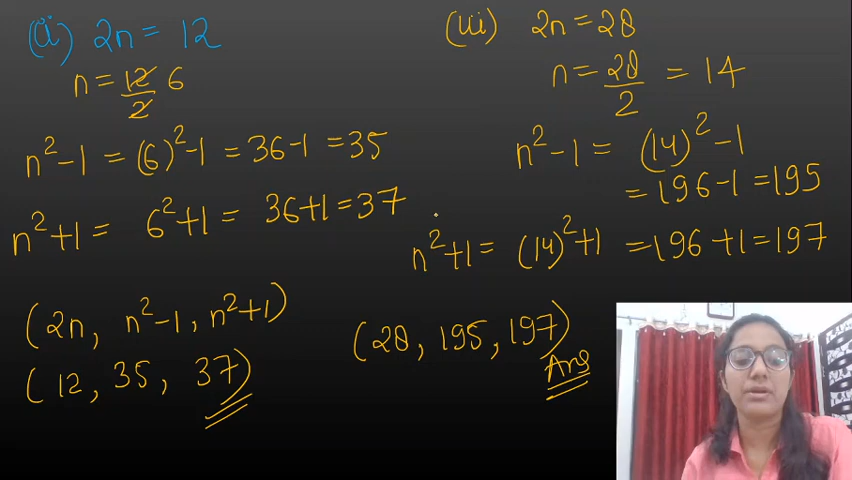 (i) 2n = 12
n = 12/2 6
n²-1 = (6)²-1 = 36-1 = 35
n²+1 = 6²+1 = 36+1 = 37
(2n, n²-1, n²+1)
(12, 35, 37)
(iii) 2n = 28
n = 28/2 = 14
n²-1 = (14)²-1
= 196-1 = 195
n²+1 = (14)²+1 = 196+1 = 197
(28, 195, 197)
Ans